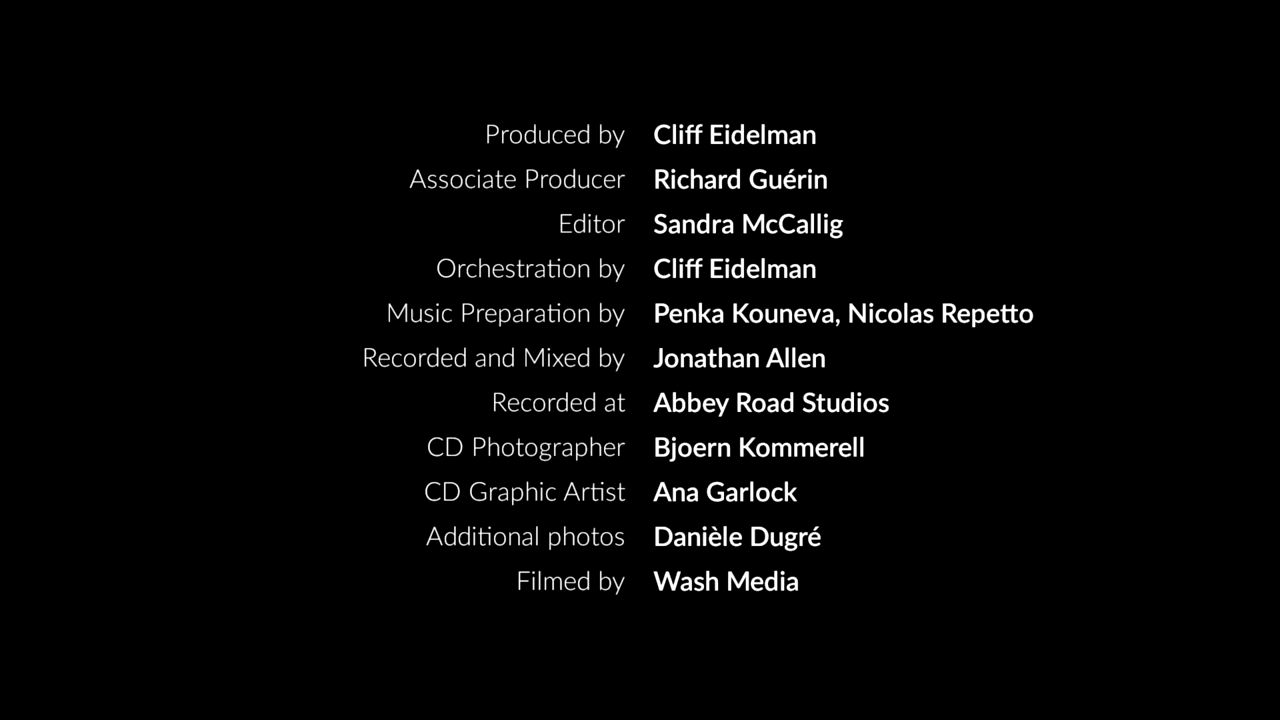 Produced by Cliff Eidelman
Associate Producer Richard Guérin
Editor Sandra McCallig
Orchestration by Cliff Eidelman
Music Preparation by Penka Kouneva, Nicolas Repetto
Recorded and Mixed by Jonathan Allen
Recorded at Abbey Road Studios
CD Photographer Bjoern Kommerell
CD Graphic Artist Ana Garlock
Additional photos Danièle Dugré
Filmed by Wash Media